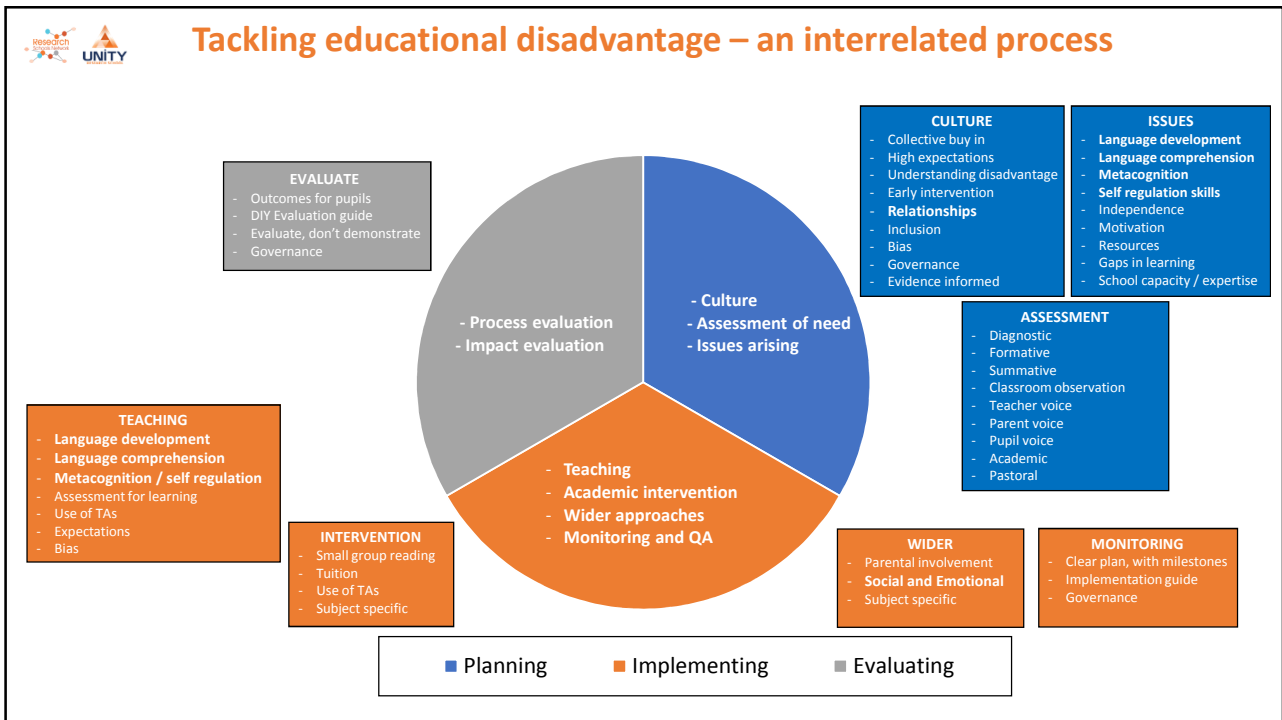 Research
Schools Network
UNITY
Tackling educational disadvantage – an interrelated process
CULTURE
- Collective buy in
- High expectations
- Understanding disadvantage
- Early intervention
- Relationships
- Inclusion
- Bias
- Governance
- Evidence informed
ISSUES
- Language development
- Language comprehension
- Metacognition
- Self regulation skills
- Independence
- Motivation
- Resources
- Gaps in learning
- School capacity / expertise
EVALUATE
- Outcomes for pupils
- DIY Evaluation guide
- Evaluate, don't demonstrate
- Governance
- Process evaluation
- Impact evaluation
- Culture
- Assessment of need
- Issues arising
ASSESSMENT
- Diagnostic
- Formative
- Summative
- Classroom observation
- Teacher voice
- Parent voice
- Pupil voice
- Academic
- Pastoral
TEACHING
- Language development
- Language comprehension
- Metacognition / self regulation
- Assessment for learning
- Use of TAs
- Expectations
- Bias
- Teaching
- Academic intervention
- Wider approaches
- Monitoring and QA
INTERVENTION
- Small group reading
- Tuition
- Use of TAs
- Subject specific
WIDER
- Parental involvement
- Social and Emotional
- Subject specific
MONITORING
- Clear plan, with milestones
- Implementation guide
- Governance
Planning
Implementing
Evaluating